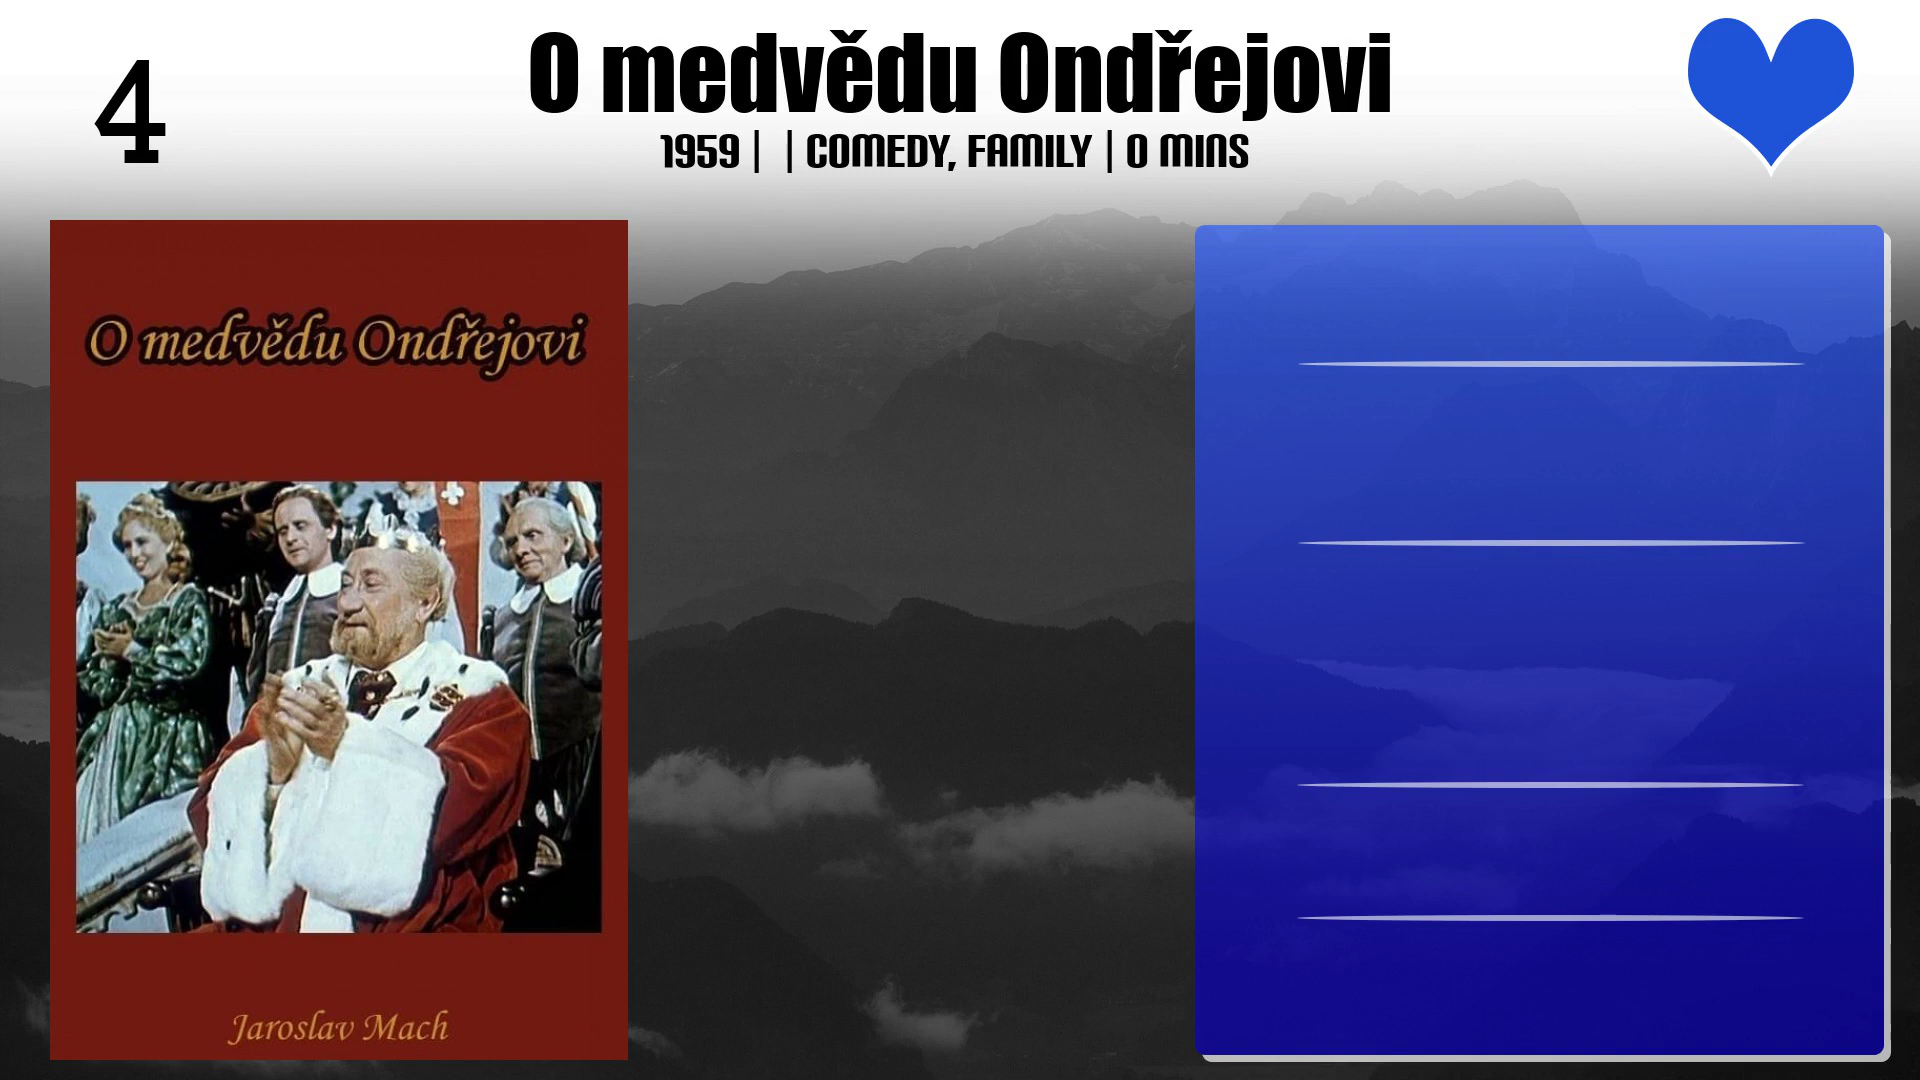 4
O medvědu Ondřejovi
1959 | | COMEDY, FAMILY | 0 MINS
O medvědu Ondřejovi
Jaroslav Mach